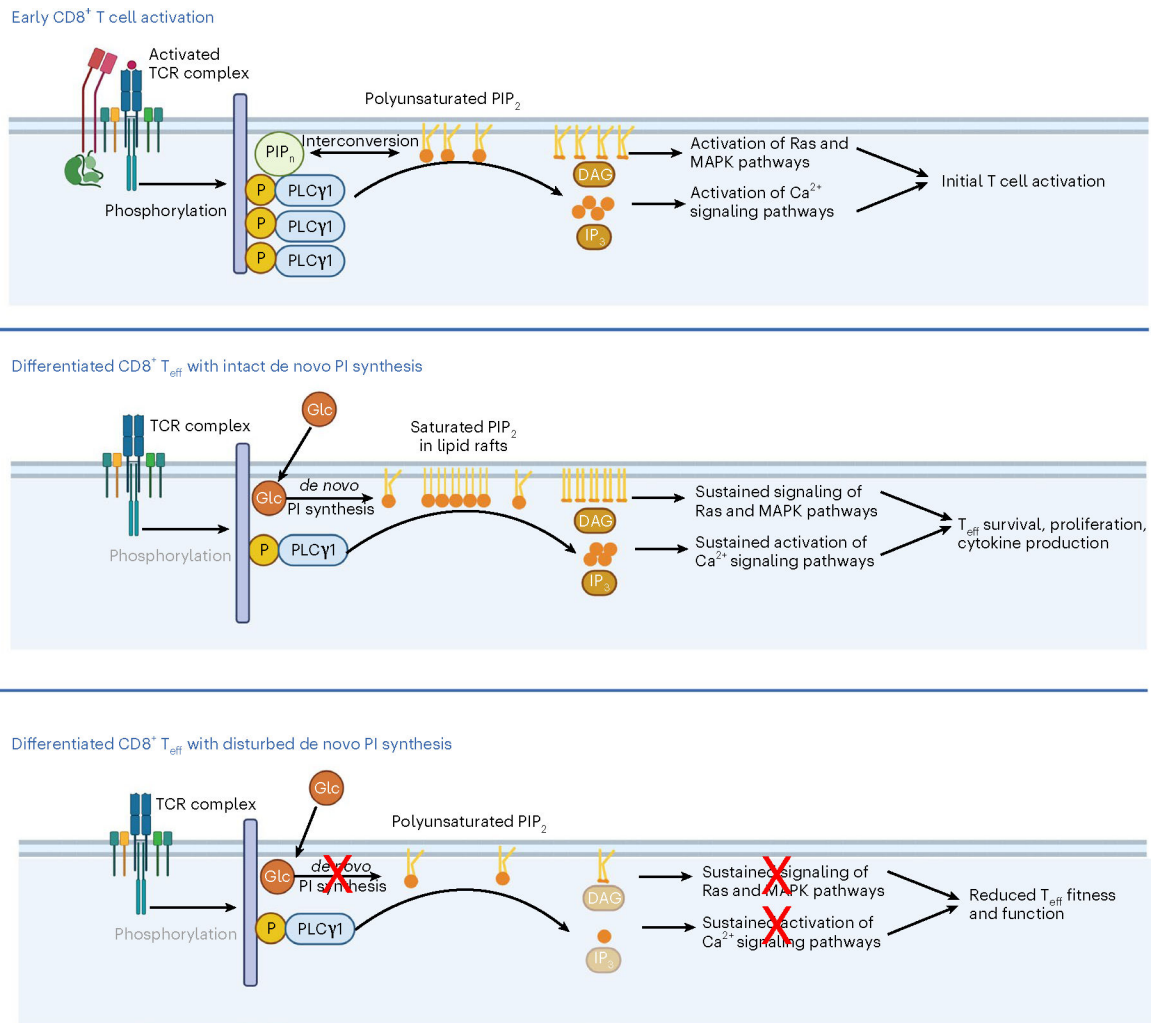 Early CD8⁺ T cell activation
Activated
TCR complex
Polyunsaturated PIP₂
Interconversion
PIPₙ
Activation of Ras and
MAPK pathways
DAG
P
PLCγ1
Phosphorylation
Activation of Ca²⁺
signaling pathways
Initial T cell activation
P
PLCγ1
IP₃
P
PLCγ1
Differentiated CD8⁺ Tₑff with intact de novo PI synthesis
Glc
TCR complex
Saturated PIP₂
in lipid rafts
Glc
de novo
PI synthesis
Sustained signaling of
Ras and MAPK pathways
DAG
Tₑff survival, proliferation,
cytokine production
Phosphorylation
P
PLCγ1
Sustained activation of
Ca²⁺ signaling pathways
IP₃
Differentiated CD8⁺ Tₑff with disturbed de novo PI synthesis
Glc
TCR complex
Polyunsaturated PIP₂
Glc
de novo
PI synthesis
Sustained signaling of
Ras and MAPK pathways
DAG
Reduced Tₑff fitness
and function
Phosphorylation
P
PLCγ1
Sustained activation of
Ca²⁺ signaling pathways
IP₃